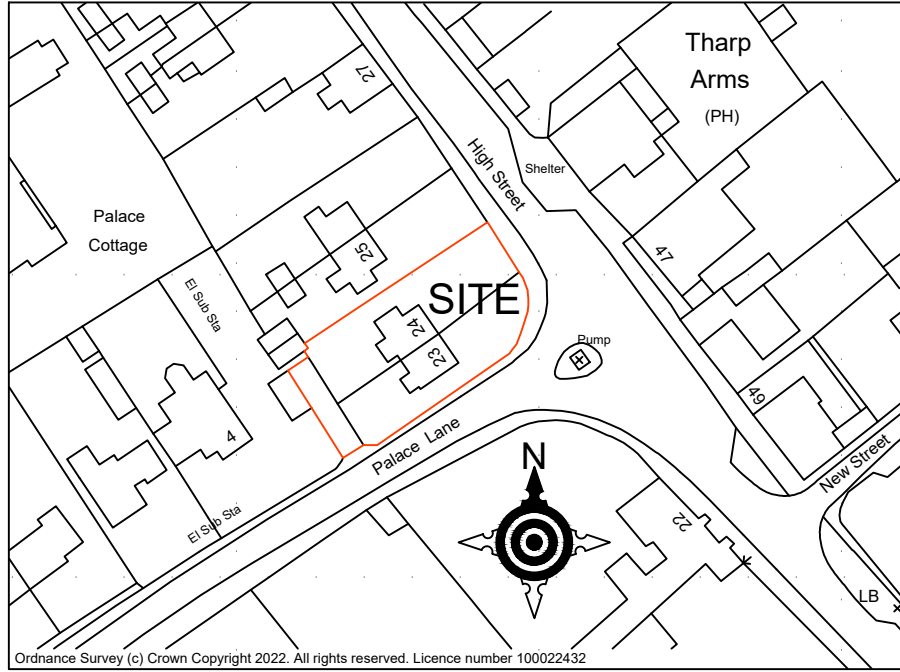 Tharp
Arms
(PH)
27
High Street
Shelter
Palace
Cottage
25
47
El Sub Sta
SITE
24
23
Pump
49
4
Palace Lane
New Street
N
El Sub Sta
22
LB
Ordnance Survey (c) Crown Copyright 2022. All rights reserved. Licence number 100022432